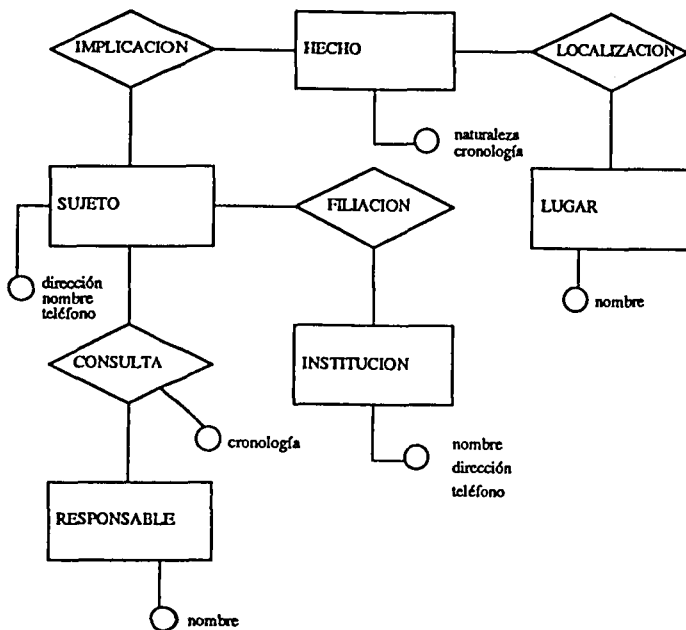 IMPLICACION
HECHO
LOCALIZACION
naturaleza
cronología
SUJETO
FILIACION
LUGAR
dirección
nombre
teléfono
nombre
CONSULTA
INSTITUCION
cronología
nombre
dirección
teléfono
RESPONSABLE
nombre